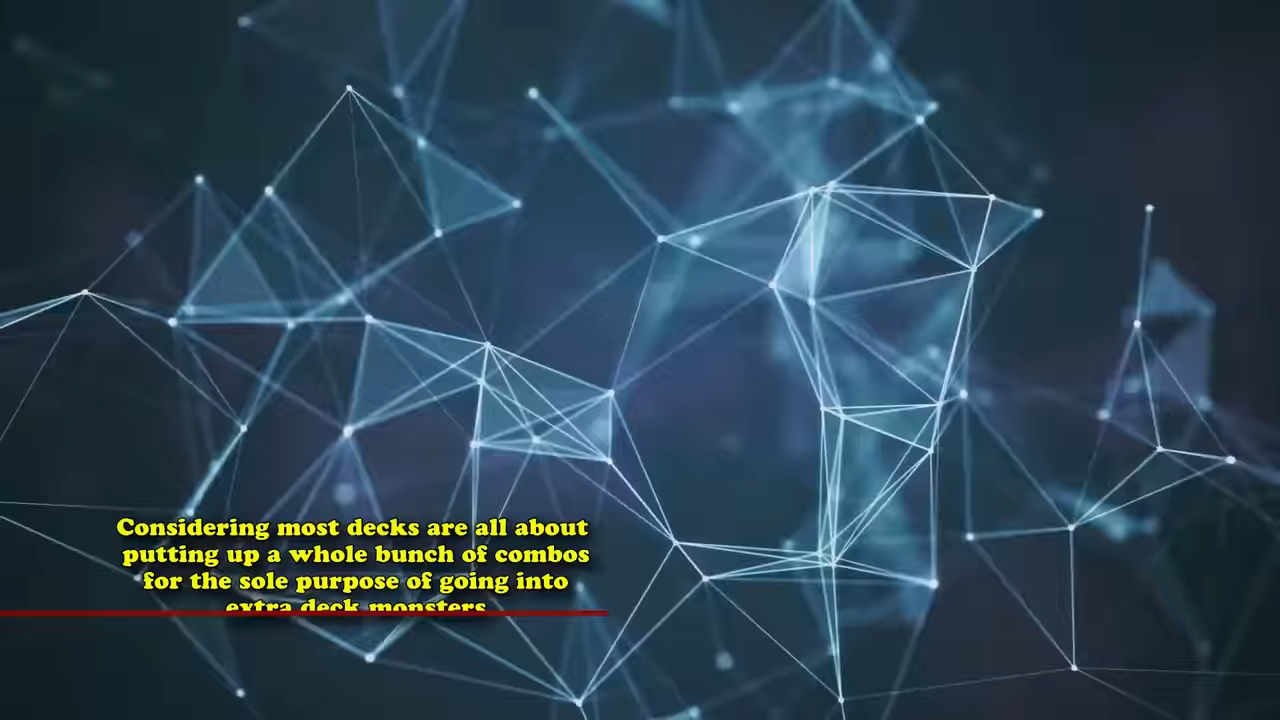 Considering most decks are all about
putting up a whole bunch of combos
for the sole purpose of going into
extra deck monsters